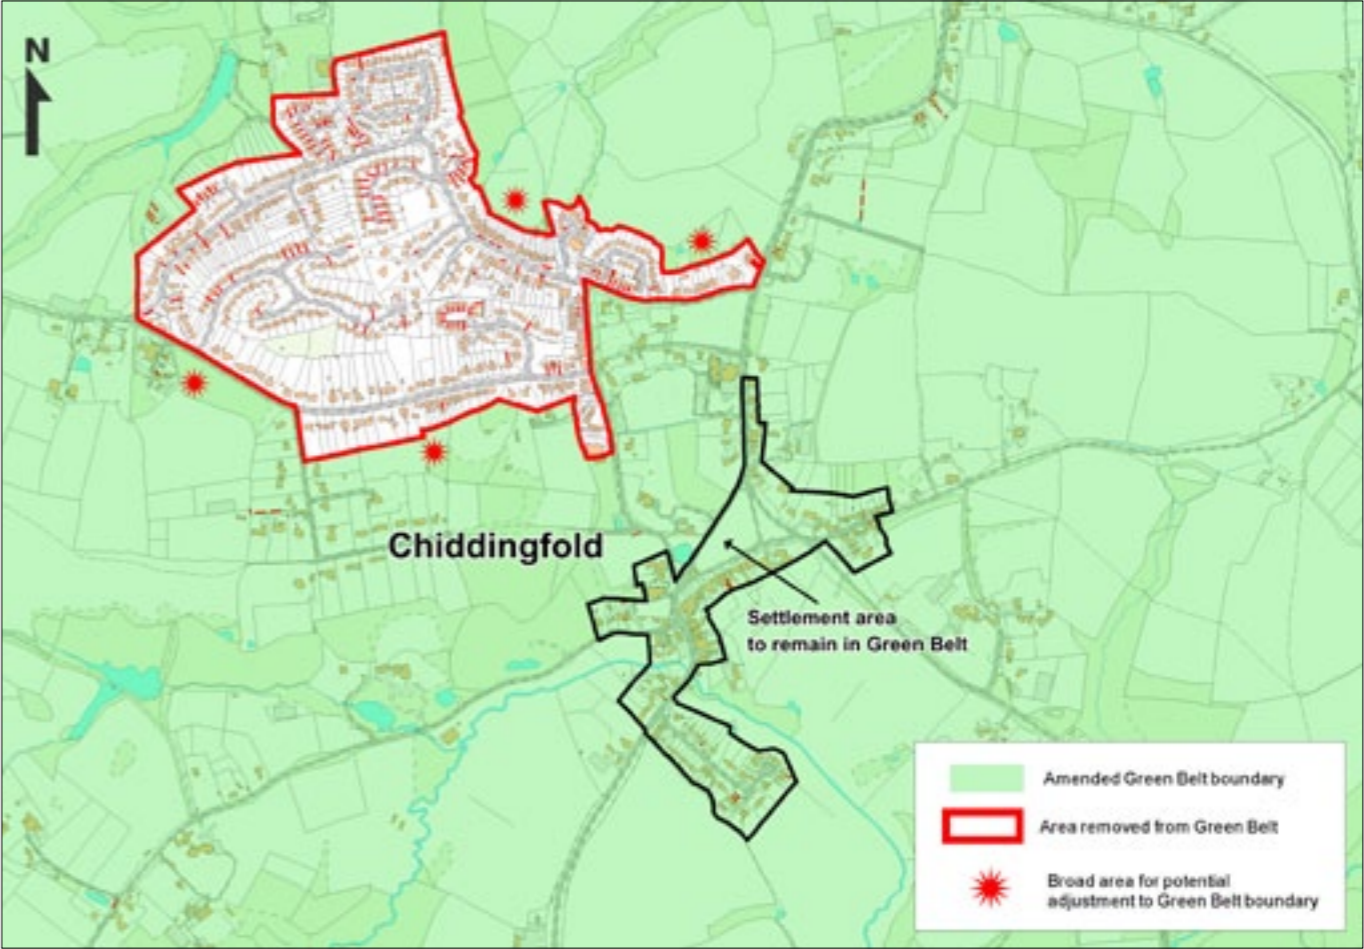 N
Chiddingfold
Settlement area
to remain in Green Belt
Amended Green Belt boundary
Area removed from Green Belt
Broad area for potential
adjustment to Green Belt boundary